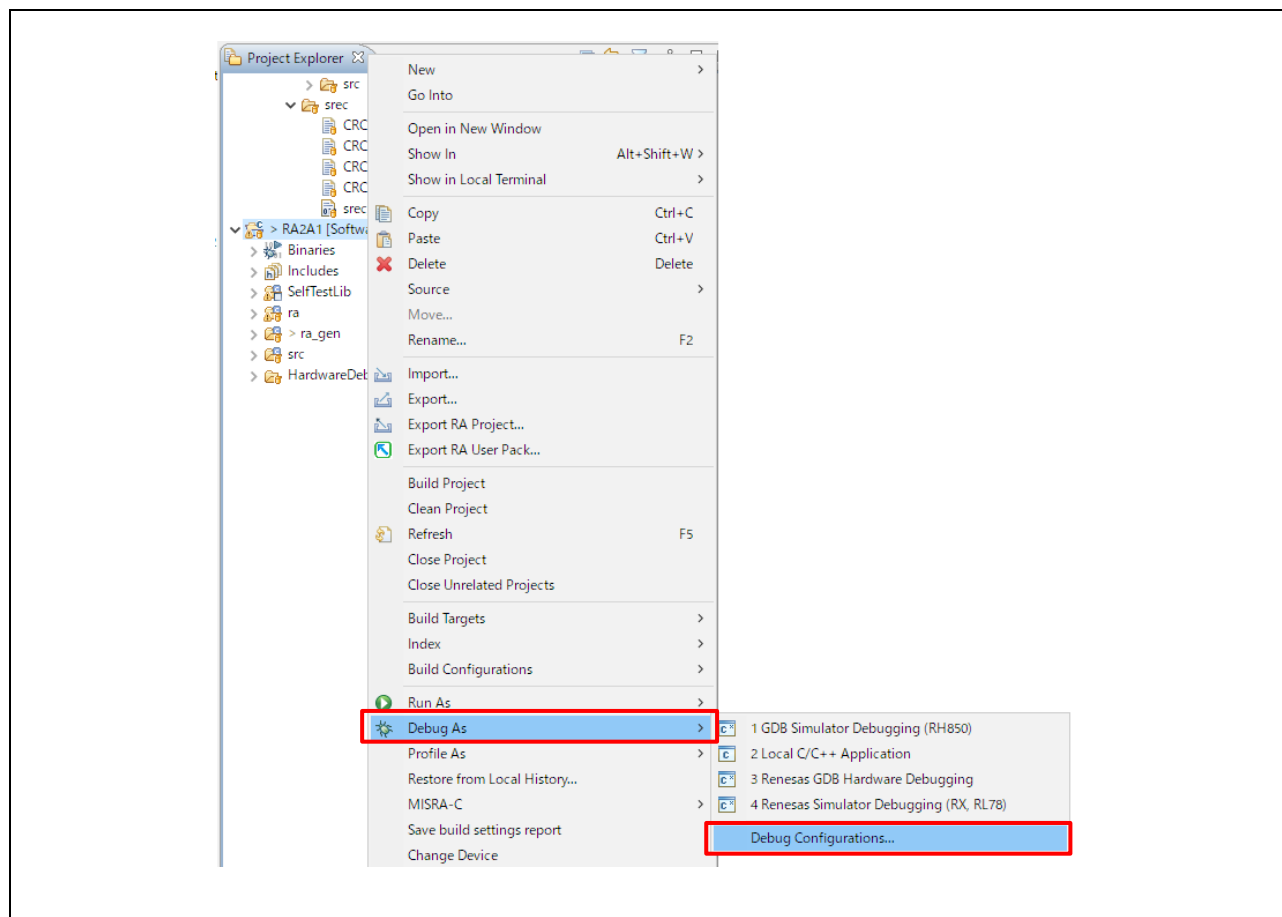 Project Explorer
src
srec
CRC
CRC
CRC
CRC
srec
> RA2A1 [Softw
Binaries
Includes
SelfTestLib
ra
> ra_gen
src
HardwareDeb
New
Go Into
Open in New Window
Show In Alt+Shift+W
Show in Local Terminal
Copy Ctrl+C
Paste Ctrl+V
Delete Delete
Source
Move...
Rename... F2
Import...
Export...
Export RA Project...
Export RA User Pack...
Build Project
Clean Project
Refresh F5
Close Project
Close Unrelated Projects
Build Targets
Index
Build Configurations
Run As
Debug As
Profile As
Restore from Local History...
MISRA-C
Save build settings report
Change Device
1 GDB Simulator Debugging (RH850)
2 Local C/C++ Application
3 Renesas GDB Hardware Debugging
4 Renesas Simulator Debugging (RX, RL78)
Debug Configurations...